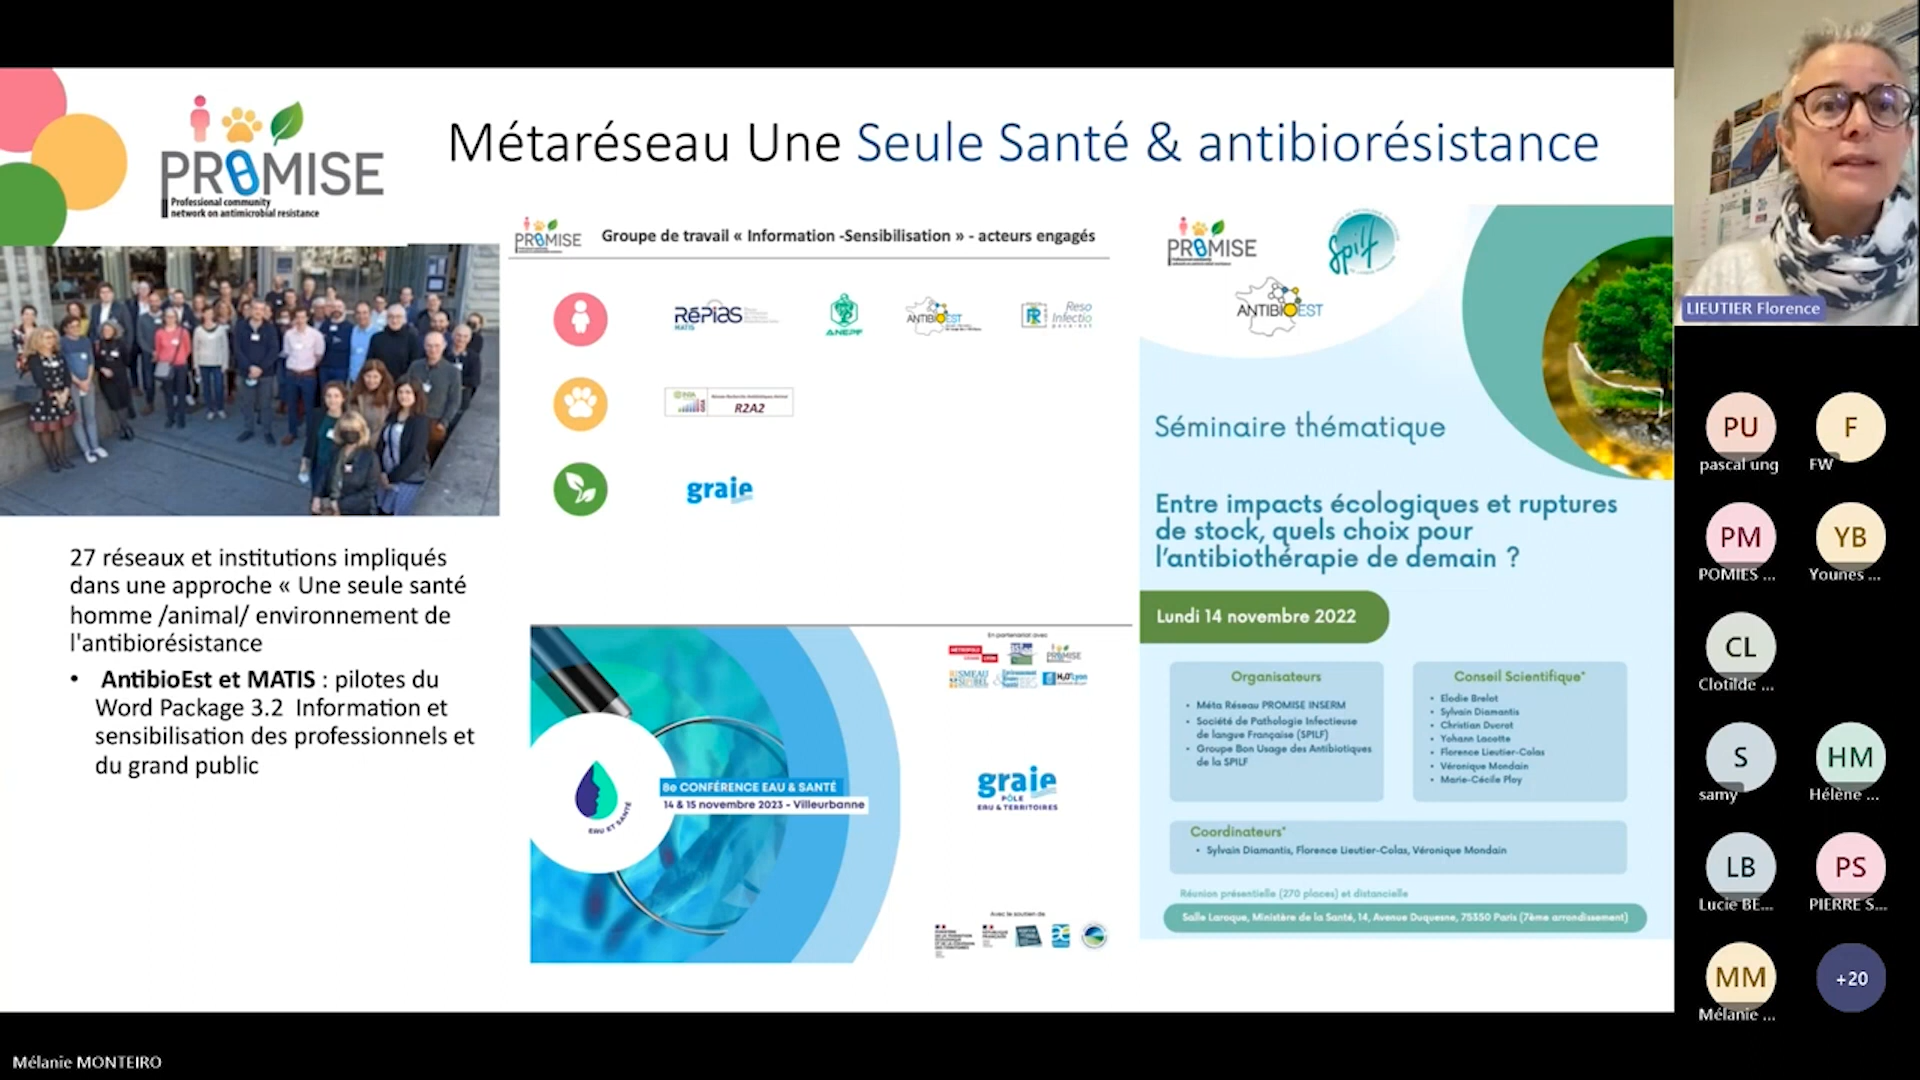 PROMISE
Professional community
network on antimicrobial resistance
Métaréseau Une Seule Santé & antibiorésistance
PROMISE
Groupe de travail « Information -Sensibilisation » - acteurs engagés
RéPIAS
MATIS
ANEPF
ANTIBIOEST
Reso
Infectio
R2A2
graie
27 réseaux et institutions impliqués
dans une approche « Une seule santé
homme /animal/ environnement de
l'antibiorésistance
• AntibioEst et MATIS : pilotes du
Word Package 3.2 Information et
sensibilisation des professionnels et
du grand public
En partenariat avec
PROMISE
H2O'Lyon
8e CONFÉRENCE EAU & SANTÉ
14 & 15 novembre 2023 - Villeurbanne
EAU ET SANTÉ
graie
PÔLE
EAU & TERRITOIRES
Avec le soutien de
PROMISE
Spilf
ANTIBIOEST
Séminaire thématique
Entre impacts écologiques et ruptures
de stock, quels choix pour
l'antibiothérapie de demain ?
Lundi 14 novembre 2022
Organisateurs
• Méta Réseau PROMISE INSERM
• Société de Pathologie Infectieuse
de langue Française (SPILF)
• Groupe Bon Usage des Antibiotiques
de la SPILF
Conseil Scientifique*
• Elodie Brelot
• Sylvain Diamantis
• Christian Ducrot
• Yohann Lacotte
• Florence Lieutier-Colas
• Véronique Mondain
• Marie-Cécile Ploy
Coordinateurs*
• Sylvain Diamantis, Florence Lieutier-Colas, Véronique Mondain
Réunion présentielle (270 places) et distancielle
Salle Laroque, Ministère de la Santé, 14, Avenue Duquesne, 75350 Paris (7ème arrondissement)
LIEUTIER Florence
PU
pascal ung
F
FW
PM
POMIES ...
YB
Younes ...
CL
Clotilde ...
S
samy
HM
Hélène ...
LB
Lucie BE...
PS
PIERRE S...
MM
Mélanie ...
+20
Mélanie MONTEIRO